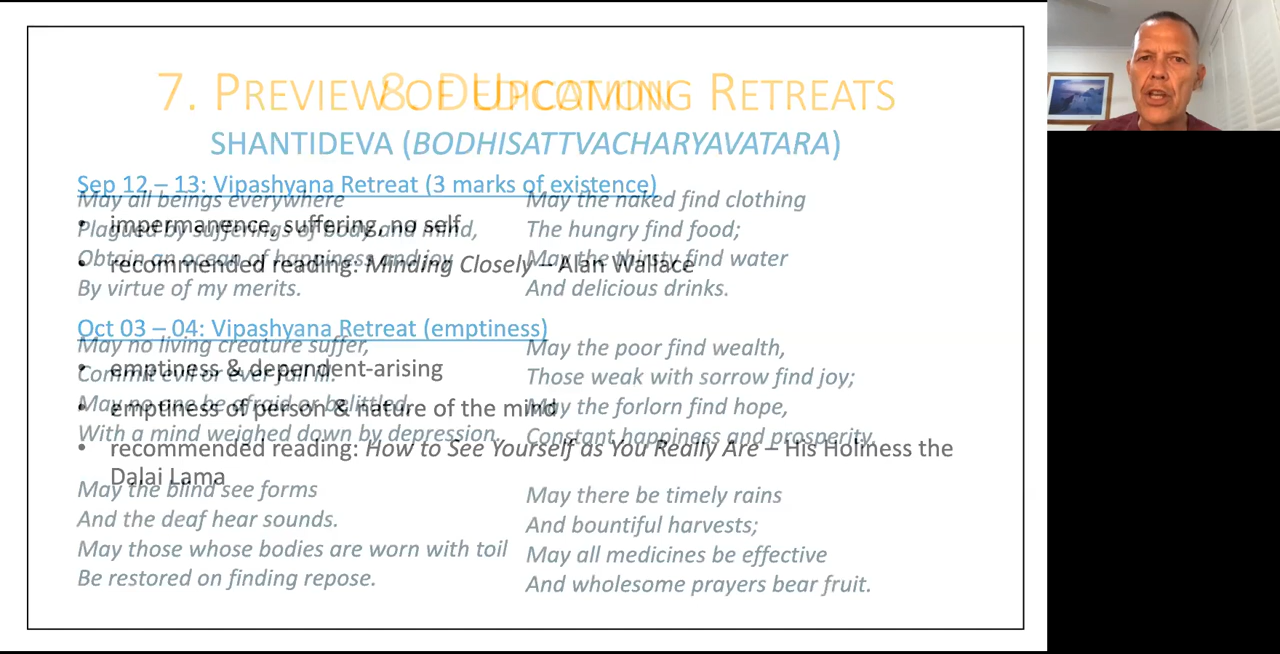 7. PREVIEW OF UPCOMING RETREATS
8. DEDICATION
SHANTIDEVA (BODHISATTVACHARYAVATARA)
Sep 12 – 13: Vipashyana Retreat (3 marks of existence)
• impermanence, suffering, no self
• recommended reading: Minding Closely – Alan Wallace
Oct 03 – 04: Vipashyana Retreat (emptiness)
• emptiness & dependent-arising
• emptiness of person & nature of the mind
• recommended reading: How to See Yourself as You Really Are – His Holiness the
Dalai Lama
May all beings everywhere
Plagued by sufferings of body and mind,
Obtain an ocean of happiness and joy
By virtue of my merits.
May no living creature suffer,
Commit evil or ever fall ill.
May no one be afraid or belittled,
With a mind weighed down by depression.
May the blind see forms
And the deaf hear sounds.
May those whose bodies are worn with toil
Be restored on finding repose.
May the naked find clothing
The hungry find food;
May the thirsty find water
And delicious drinks.
May the poor find wealth,
Those weak with sorrow find joy;
May the forlorn find hope,
Constant happiness and prosperity.
May there be timely rains
And bountiful harvests;
May all medicines be effective
And wholesome prayers bear fruit.